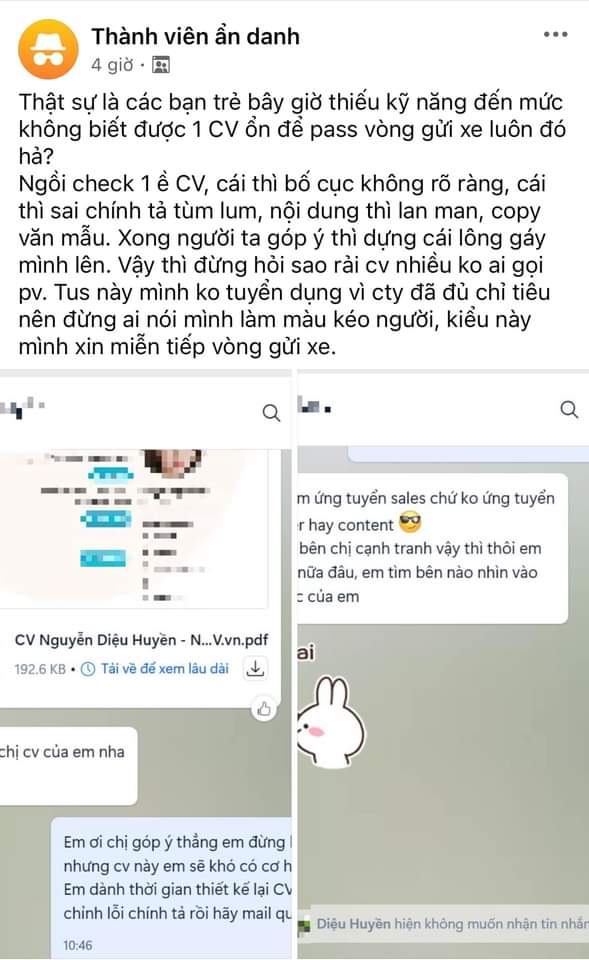 Thành viên ẩn danh
4 giờ ·
Thật sự là các bạn trẻ bây giờ thiếu kỹ năng đến mức
không biết được 1 CV ổn để pass vòng gửi xe luôn đó
hả?
Ngồi check 1 ề CV, cái thì bố cục không rõ ràng, cái
thì sai chính tả tùm lum, nội dung thì lan man, copy
văn mẫu. Xong người ta góp ý thì dựng cái lông gáy
mình lên. Vậy thì đừng hỏi sao rải cv nhiều ko ai gọi
pv. Tus này mình ko tuyển dụng vì cty đã đủ chỉ tiêu
nên đừng ai nói mình làm màu kéo người, kiểu này
mình xin miễn tiếp vòng gửi xe.
CV Nguyễn Diệu Huyền - N...V.vn.pdf
192.6 KB • Tải về để xem lâu dài
chị cv của em nha
Em ơi chị góp ý thẳng em đừng
nhưng cv này em sẽ khó có cơ h
Em dành thời gian thiết kế lại CV
chỉnh lỗi chính tả rồi hãy mail qu
10:46
m ứng tuyển sales chứ ko ứng tuyển
r hay content 😎
bên chị cạnh tranh vậy thì thôi em
nữa đâu, em tìm bên nào nhìn vào
c của em
ai
Diệu Huyền hiện không muốn nhận tin nhắn